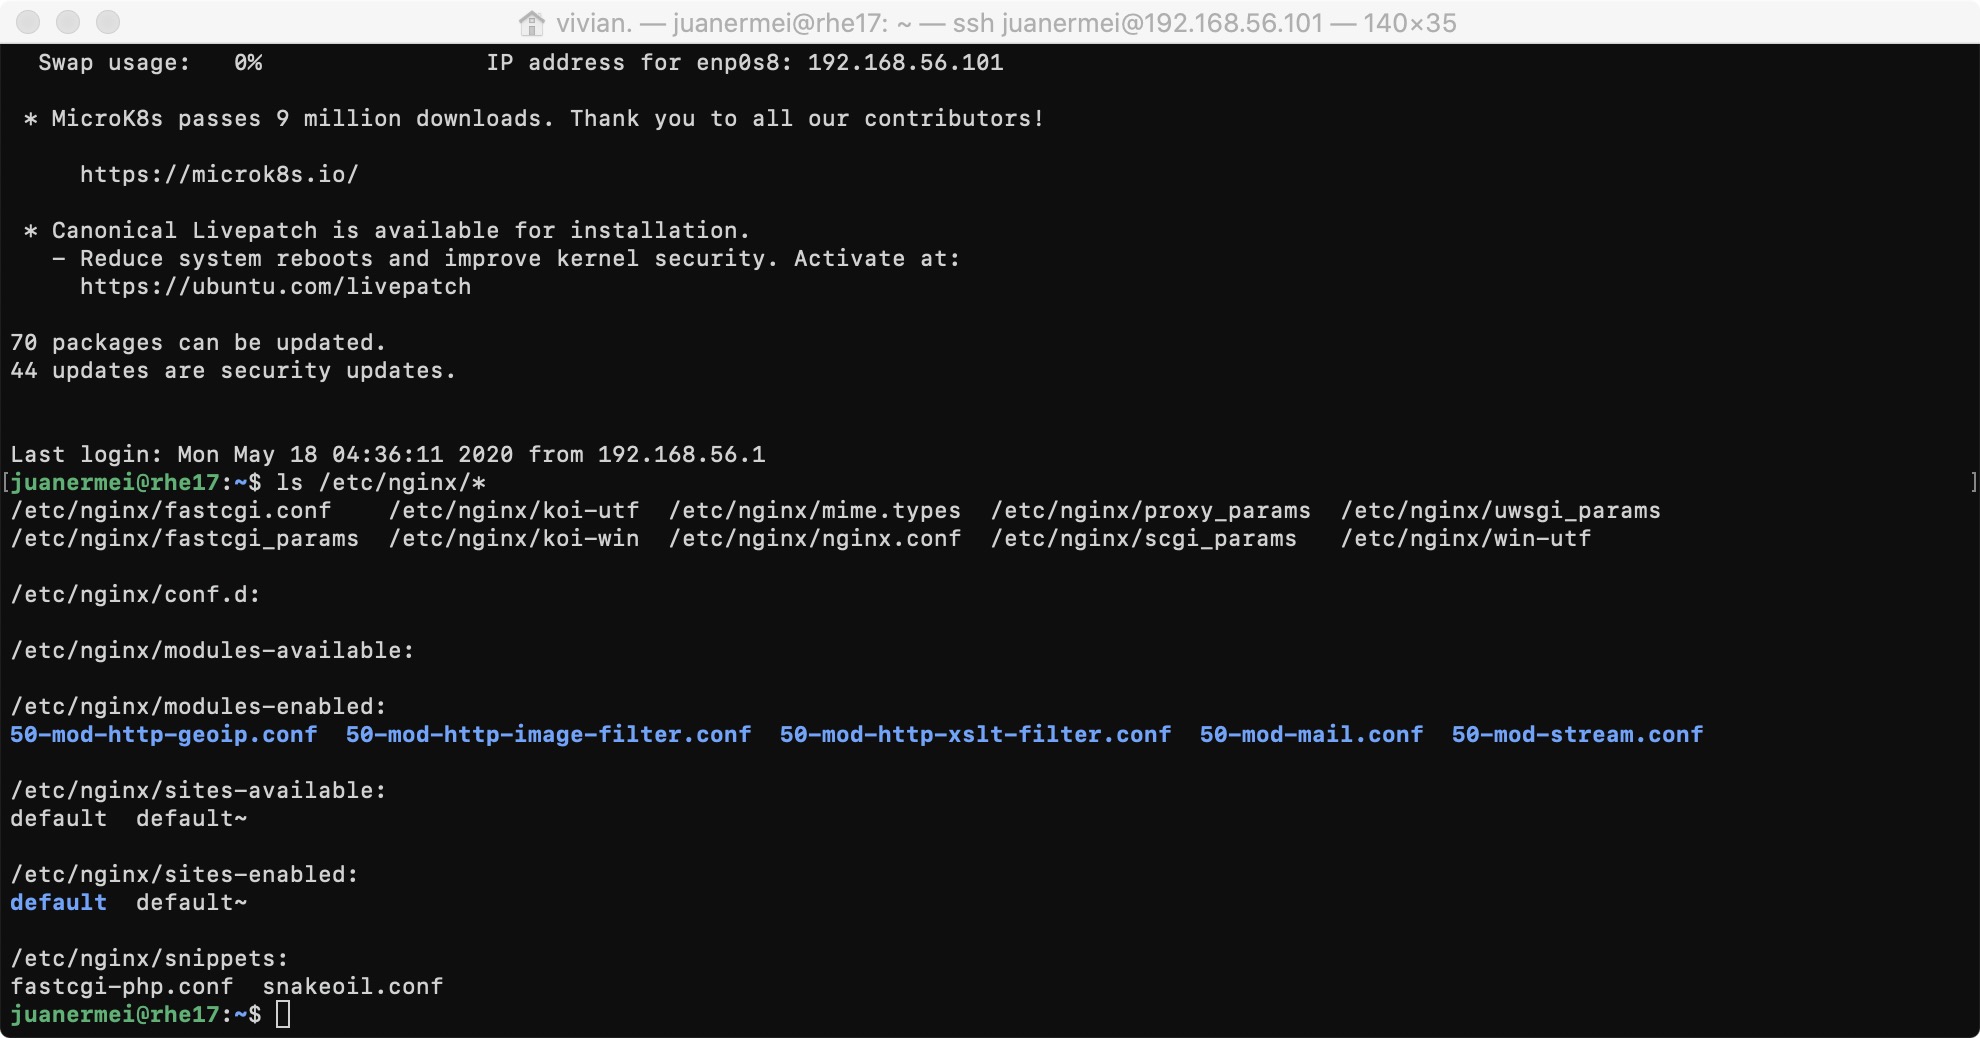 vivian. — juanermei@rhe17: ~ — ssh juanermei@192.168.56.101 — 140×35
Swap usage:   0%                IP address for enp0s8: 192.168.56.101
* MicroK8s passes 9 million downloads. Thank you to all our contributors!
https://microk8s.io/
* Canonical Livepatch is available for installation.
- Reduce system reboots and improve kernel security. Activate at:
https://ubuntu.com/livepatch
70 packages can be updated.
44 updates are security updates.
Last login: Mon May 18 04:36:11 2020 from 192.168.56.1
[juanermei@rhe17:~$ ls /etc/nginx/* ]
/etc/nginx/fastcgi.conf    /etc/nginx/koi-utf  /etc/nginx/mime.types  /etc/nginx/proxy_params  /etc/nginx/uwsgi_params
/etc/nginx/fastcgi_params  /etc/nginx/koi-win  /etc/nginx/nginx.conf  /etc/nginx/scgi_params   /etc/nginx/win-utf
/etc/nginx/conf.d:
/etc/nginx/modules-available:
/etc/nginx/modules-enabled:
50-mod-http-geoip.conf  50-mod-http-image-filter.conf  50-mod-http-xslt-filter.conf  50-mod-mail.conf  50-mod-stream.conf
/etc/nginx/sites-available:
default  default~
/etc/nginx/sites-enabled:
default  default~
/etc/nginx/snippets:
fastcgi-php.conf  snakeoil.conf
juanermei@rhe17:~$